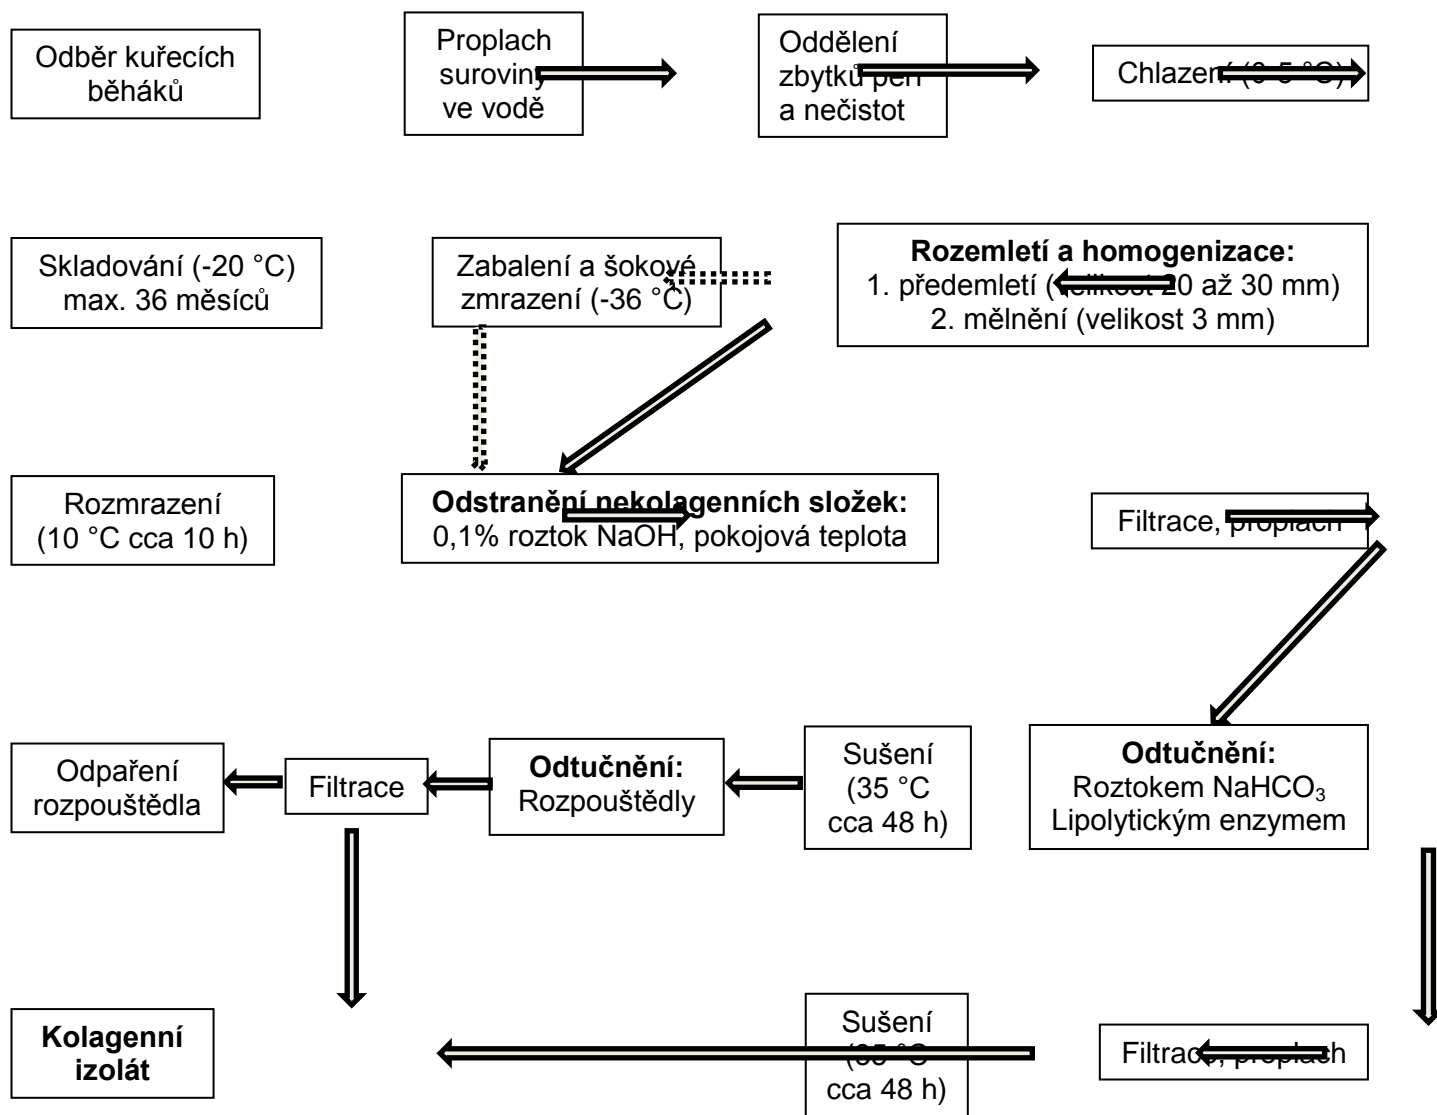 Odběr kuřecích
běháků
Proplach
suroviny
ve vodě
Oddělení
zbytků peří
a nečistot
Chlazení (0-5 °C)
Skladování (-20 °C)
max. 36 měsíců
Zabalení a šokové
zmrazení (-36 °C)
Rozemletí a homogenizace:
1. předemletí (velikost 20 až 30 mm)
2. mělnění (velikost 3 mm)
Rozmrazení
(10 °C cca 10 h)
Odstranění nekolagenních složek:
0,1% roztok NaOH, pokojová teplota
Filtrace, proplach
Odpaření
rozpouštědla
Filtrace
Odtučnění:
Rozpouštědly
Sušení
(35 °C
cca 48 h)
Odtučnění:
Roztokem NaHCO₃
Lipolytickým enzymem
Kolagenní
izolát
Sušení
(35 °C
cca 48 h)
Filtrace, proplach